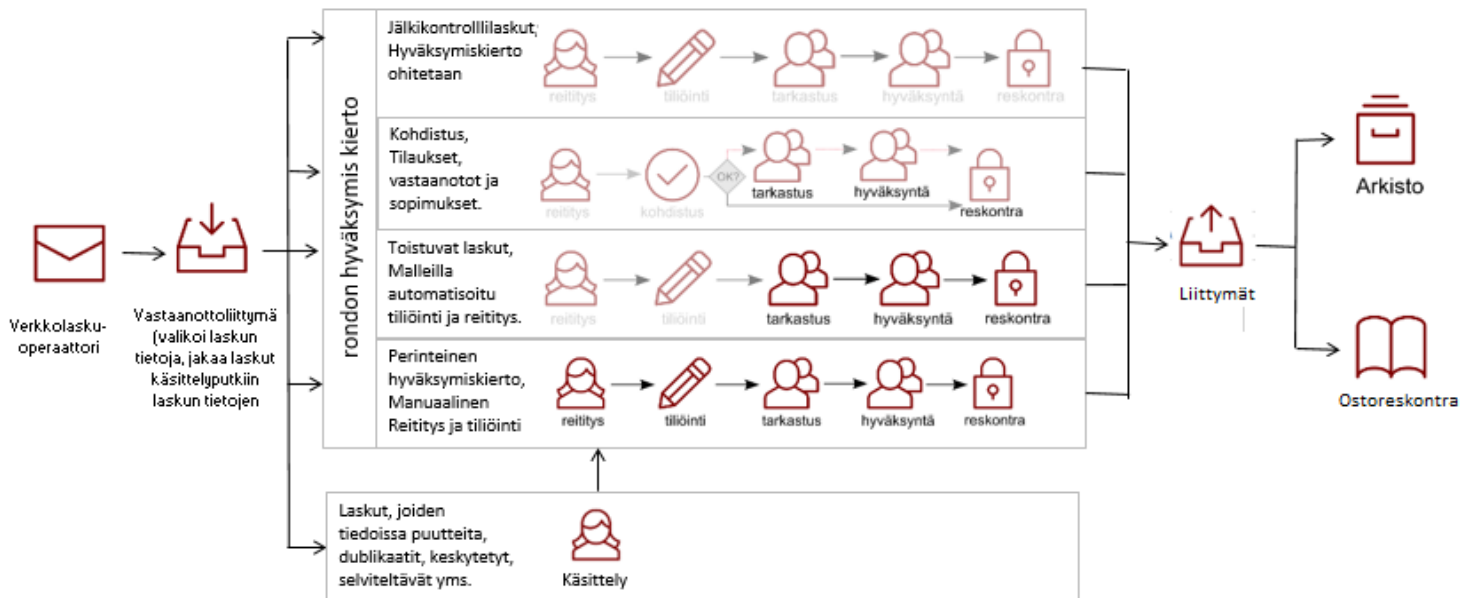 Verkkolasku-
operaattori
Vastaanottoliittymä
(valikoi laskun
tietoja, jakaa laskut
käsittelyputkiin
laskun tietojen
rondon hyväksymis kierto
Jälkikontrolllilaskut,
Hyväksymiskierto
ohitetaan
reititys
tiliöinti
tarkastus
hyväksyntä
reskontra
Kohdistus,
Tilaukset,
vastaanotot ja
sopimukset.
reititys
kohdistus
OK?
tarkastus
hyväksyntä
reskontra
Toistuvat laskut,
Malleilla
automatisoitu
tiliöinti ja reititys.
reititys
tiliöinti
tarkastus
hyväksyntä
reskontra
Perinteinen
hyväksymiskierto,
Manuaalinen
Reititys ja tiliöinti
reititys
tiliöinti
tarkastus
hyväksyntä
reskontra
Laskut, joiden
tiedoissa puutteita,
dublikaatit, keskytetyt,
selviteltävät yms.
Käsittely
Liittymät
Arkisto
Ostoreskontra